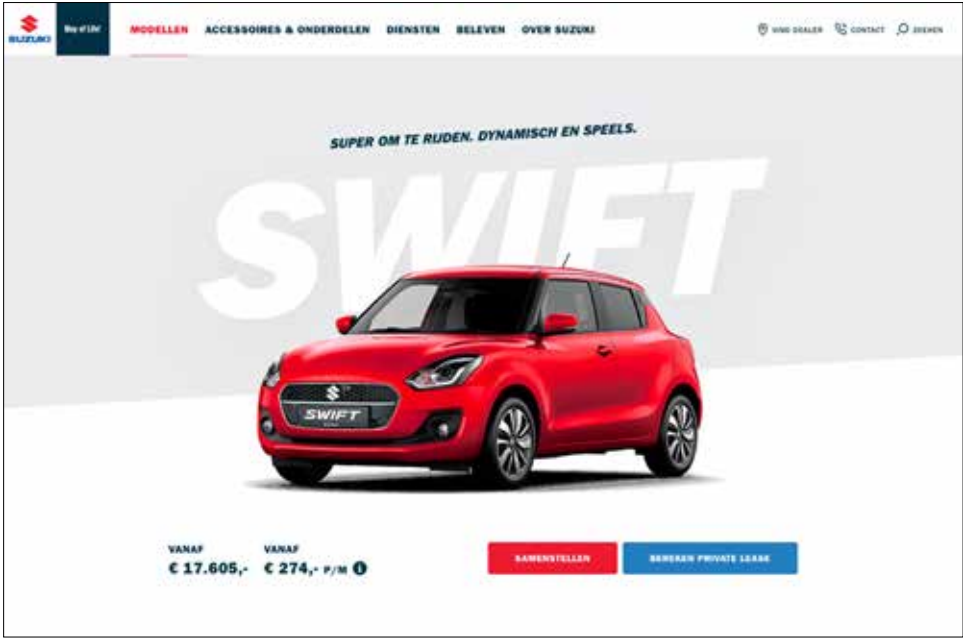 SUZUKI
Way of Life!
MODELLEN
ACCESSOIRES & ONDERDELEN
DIENSTEN
BELEVEN
OVER SUZUKI
VIND DEALER
CONTACT
ZOEKEN
SUPER OM TE RIJDEN. DYNAMISCH EN SPEELS.
SWIFT
SWIFT
VANAF
€ 17.605,-
VANAF
€ 274,- P/M
SAMENSTELLEN
BEREKEN PRIVATE LEASE